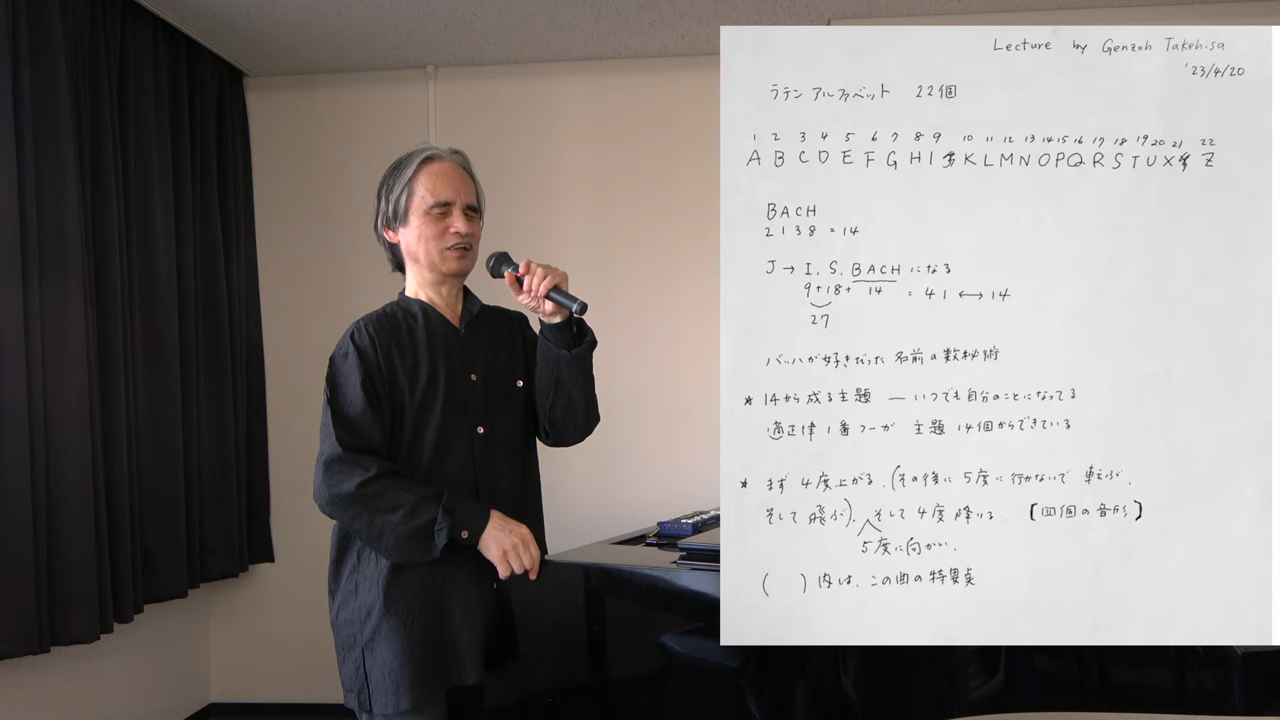 Lecture by Genzoh Takehisa
'23/4/20
ラテン アルファベット 22個
1 2 3 4 5 6 7 8 9 10 11 12 13 14 15 16 17 18 19 20 21 22
A B C D E F G H I K L M N O P Q R S T U X Z
BACH
2 1 3 8 = 14
J → I. S. BACH になる
9+18+ 14 = 41 ⟷ 14
27
バッハが好きだった 名前の数秘術
* 14から成る主題 ― いつでも自分のことになってる
適正律 1番フーガ 主題 14個からできている
* まず 4度上がる.(その後に 5度に行かないで 転ぶ.
そして 飛ぶ), そして 4度 降りる. [四個の音形]
5度に向かい.
( ) 内は、この曲の特異点